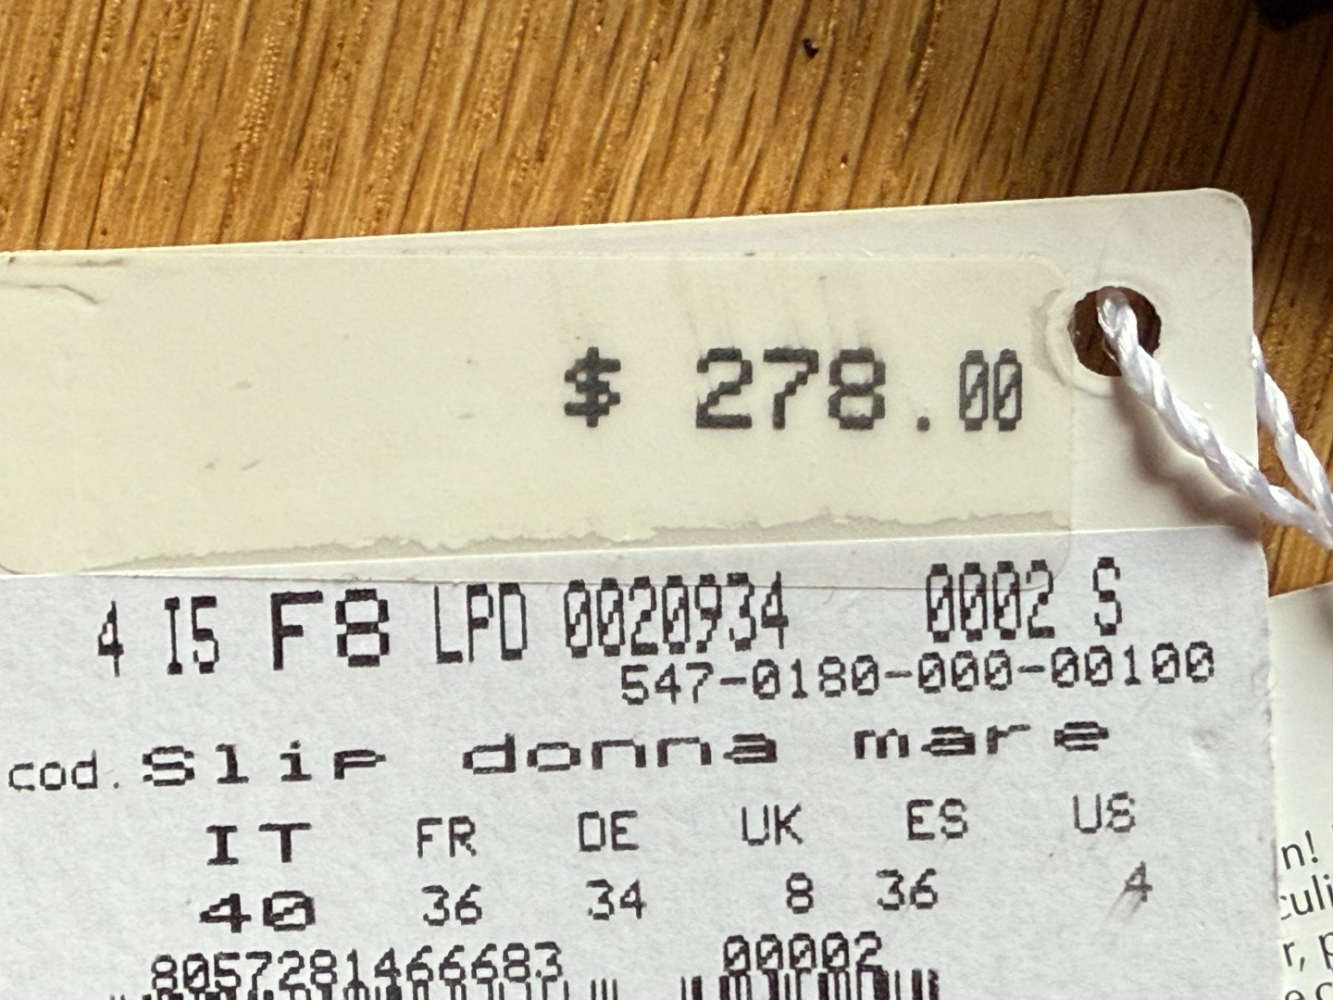 $ 278.00
4 I5 F8 LPD 0020934 0002 S
547-0180-000-00100
cod. Slip donna mare
IT FR DE UK ES US
40 36 34 8 36 4
8057281466683 00002
n!
r,